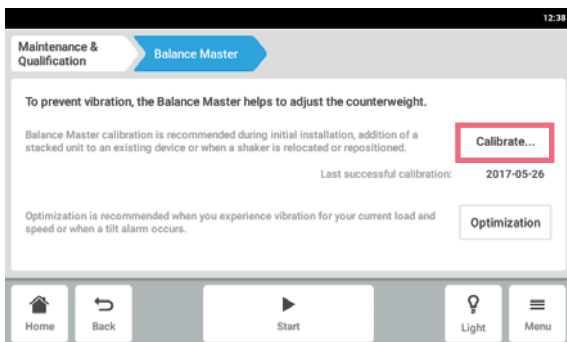 12:38
Maintenance &
Qualification
Balance Master
To prevent vibration, the Balance Master helps to adjust the counterweight.
Balance Master calibration is recommended during initial installation, addition of a
stacked unit to an existing device or when a shaker is relocated or repositioned.
Calibrate...
Last successful calibration: 2017-05-26
Optimization is recommended when you experience vibration for your current load and
speed or when a tilt alarm occurs.
Optimization
Home
Back
Start
Light
Menu